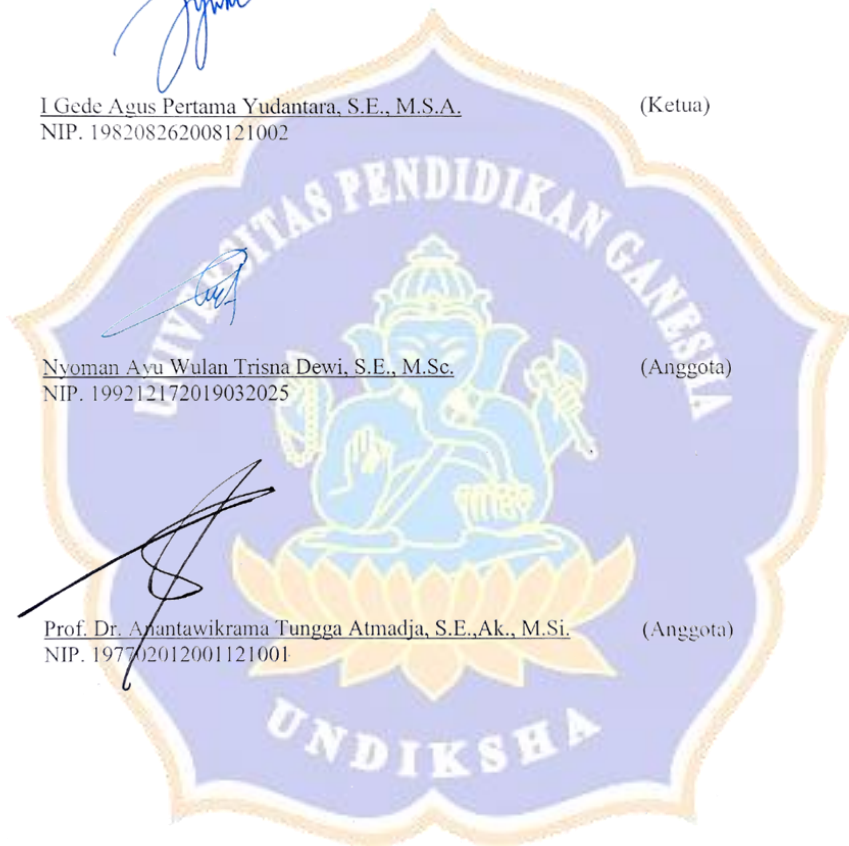 I Gede Agus Pertama Yudantara, S.E., M.S.A. (Ketua)
NIP. 198208262008121002
UNIVERSITAS PENDIDIKAN GANESHA
Nyoman Ayu Wulan Trisna Dewi, S.E., M.Sc. (Anggota)
NIP. 199212172019032025
Prof. Dr. Anantawikrama Tungga Atmadja, S.E.,Ak., M.Si. (Anggota)
NIP. 197702012001121001
UNDIKSHA